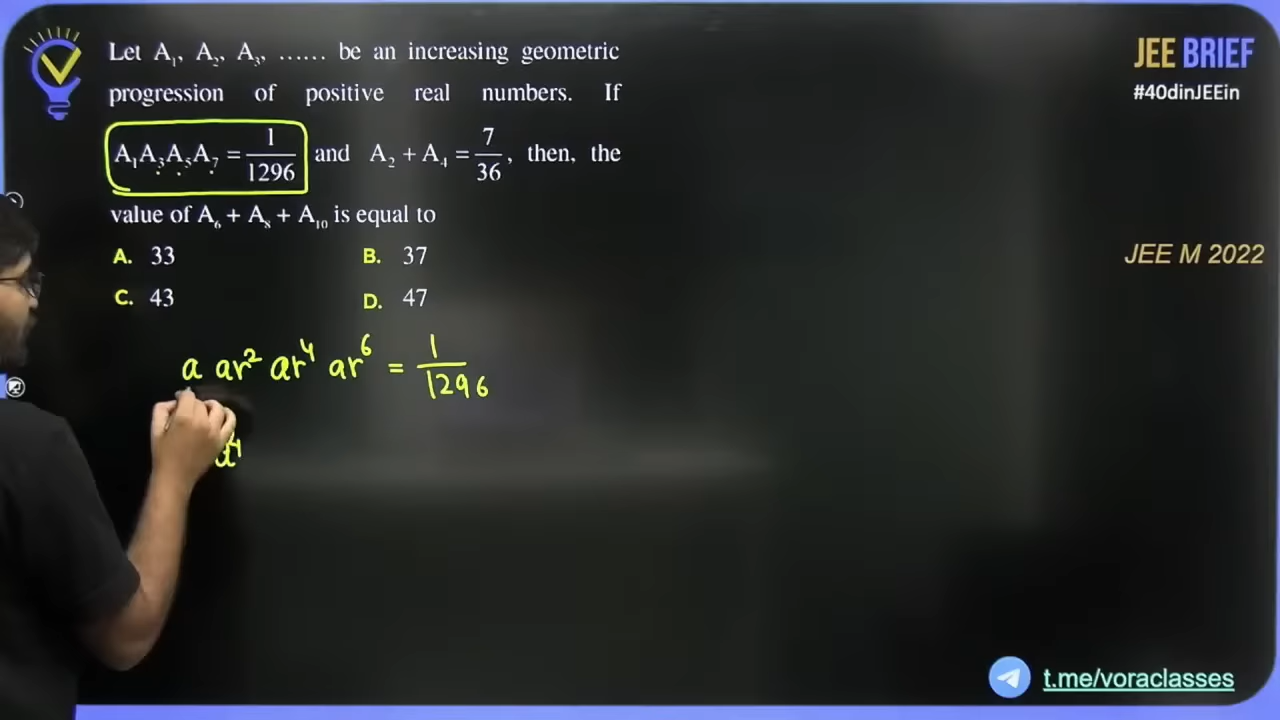 Let A₁, A₂, A₃, ...... be an increasing geometric
progression of positive real numbers. If
A₁A₃A₅A₇ = 1/1296 and A₂ + A₄ = 7/36, then, the
value of A₆ + A₈ + A₁₀ is equal to
A. 33 B. 37
C. 43 D. 47
a ar² ar⁴ ar⁶ = 1/1296
a⁴
JEE BRIEF
#40dinJEEin
JEE M 2022
t.me/voraclasses